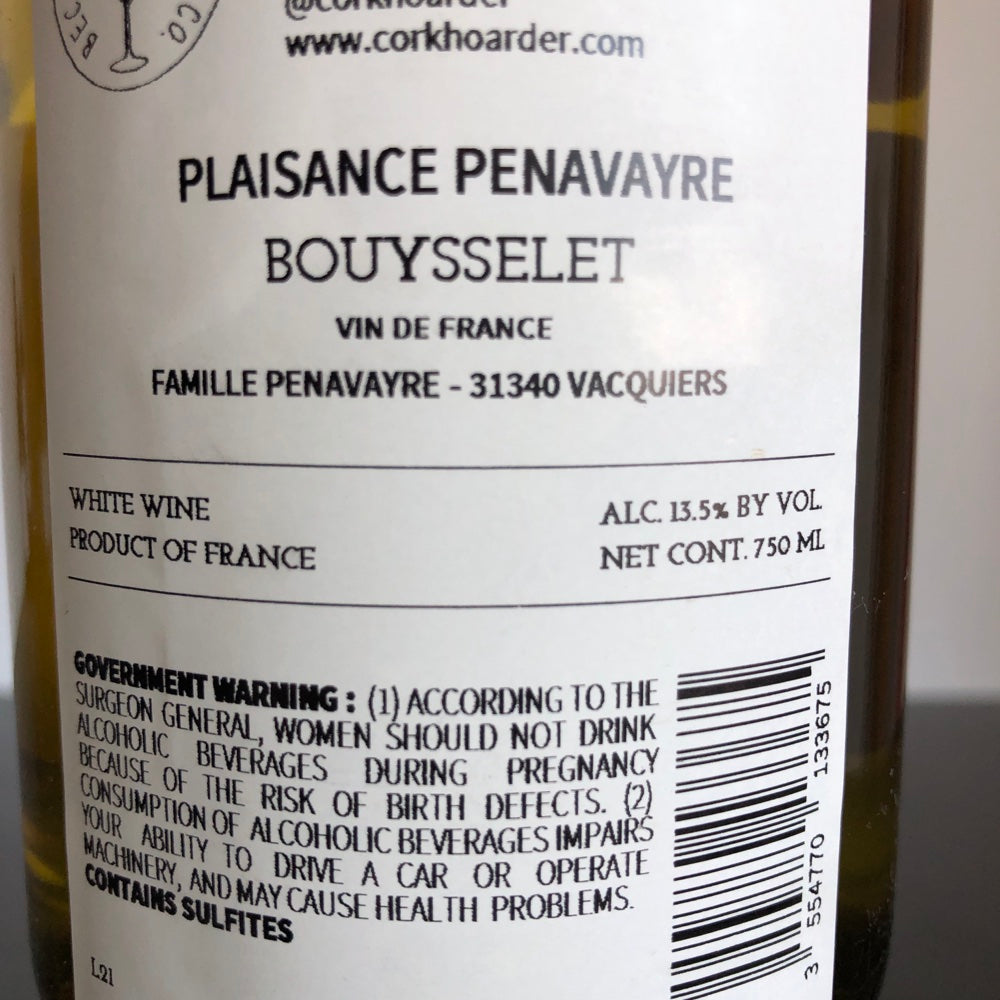 @corkhoarder
BEC
CO.
www.corkhoarder.com
PLAISANCE PENAVAYRE
BOUYSSELET
VIN DE FRANCE
FAMILLE PENAVAYRE - 31340 VACQUIERS
WHITE WINE
PRODUCT OF FRANCE
ALC. 13.5% BY VOL
NET CONT. 750 ML
GOVERNMENT WARNING : (1) ACCORDING TO THE
SURGEON GENERAL, WOMEN SHOULD NOT DRINK
ALCOHOLIC BEVERAGES DURING PREGNANCY
BECAUSE OF THE RISK OF BIRTH DEFECTS. (2)
CONSUMPTION OF ALCOHOLIC BEVERAGES IMPAIRS
YOUR ABILITY TO DRIVE A CAR OR OPERATE
MACHINERY, AND MAY CAUSE HEALTH PROBLEMS.
CONTAINS SULFITES
L21
3 554770 133675